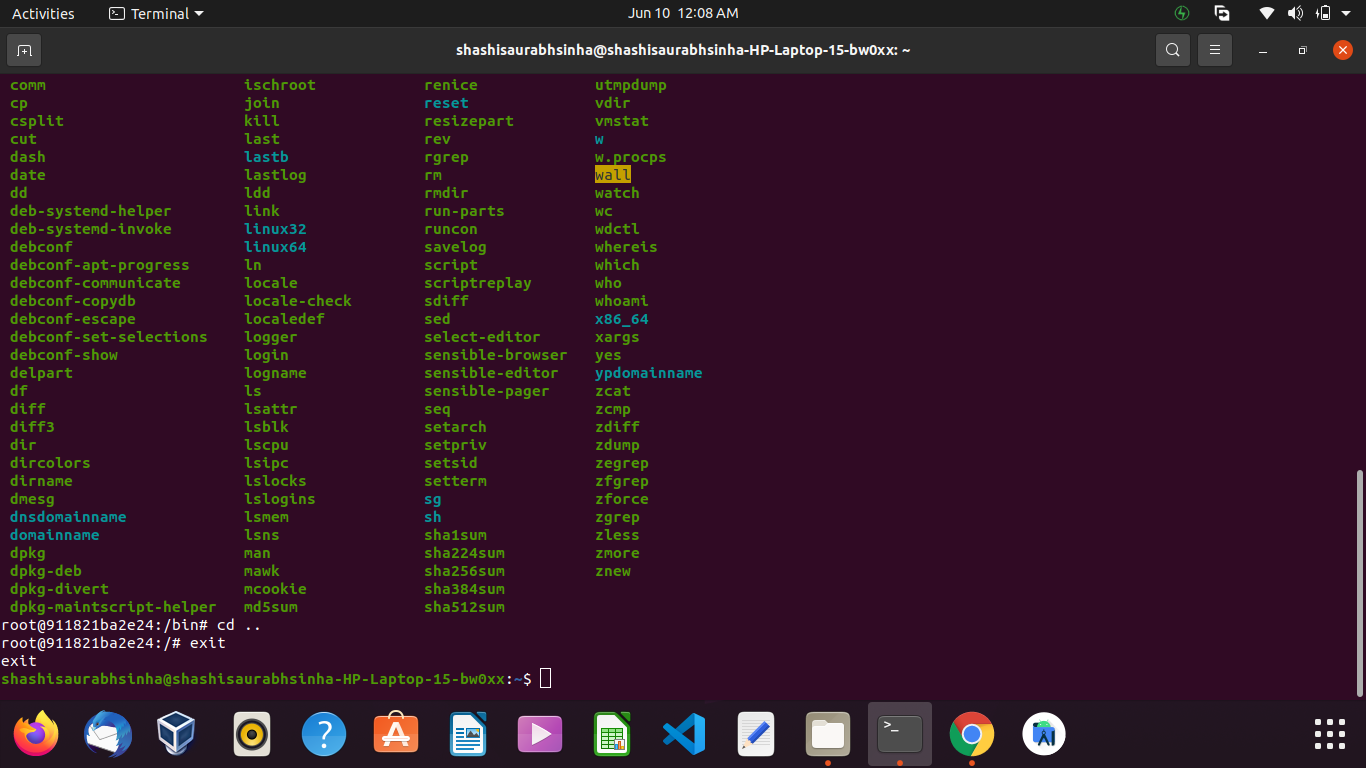 Activities Terminal Jun 10 12:08 AM
shashisaurabhsinha@shashisaurabhsinha-HP-Laptop-15-bw0xx: ~
comm ischroot renice utmpdump
cp join reset vdir
csplit kill resizepart vmstat
cut last rev w
dash lastb rgrep w.procps
date lastlog rm wall
dd ldd rmdir watch
deb-systemd-helper link run-parts wc
deb-systemd-invoke linux32 runcon wdctl
debconf linux64 savelog whereis
debconf-apt-progress ln script which
debconf-communicate locale scriptreplay who
debconf-copydb locale-check sdiff whoami
debconf-escape localedef sed x86_64
debconf-set-selections logger select-editor xargs
debconf-show login sensible-browser yes
delpart logname sensible-editor ypdomainname
df ls sensible-pager zcat
diff lsattr seq zcmp
diff3 lsblk setarch zdiff
dir lscpu setpriv zdump
dircolors lsipc setsid zegrep
dirname lslocks setterm zfgrep
dmesg lslogins sg zforce
dnsdomainname lsmem sh zgrep
domainname lsns sha1sum zless
dpkg man sha224sum zmore
dpkg-deb mawk sha256sum znew
dpkg-divert mcookie sha384sum
dpkg-maintscript-helper md5sum sha512sum
root@911821ba2e24:/bin# cd ..
root@911821ba2e24:/# exit
exit
shashisaurabhsinha@shashisaurabhsinha-HP-Laptop-15-bw0xx:~$